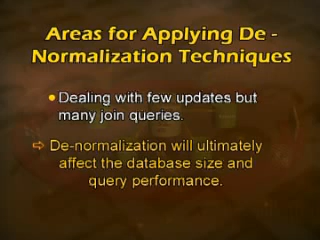 Areas for Applying De -
Normalization Techniques
Dealing with few updates but
many join queries.
De-normalization will ultimately
affect the database size and
query performance.